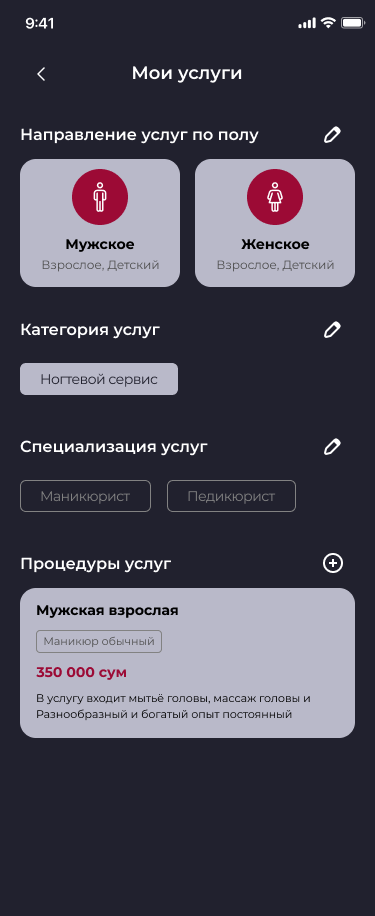 9:41
Мои услуги
Направление услуг по полу
Мужское
Взрослое, Детский
Женское
Взрослое, Детский
Категория услуг
Ногтевой сервис
Специализация услуг
Маникюрист
Педикюрист
Процедуры услуг
Мужская взрослая
Маникюр обычный
350 000 сум
В услугу входит мытьё головы, массаж головы и
Разнообразный и богатый опыт постоянный